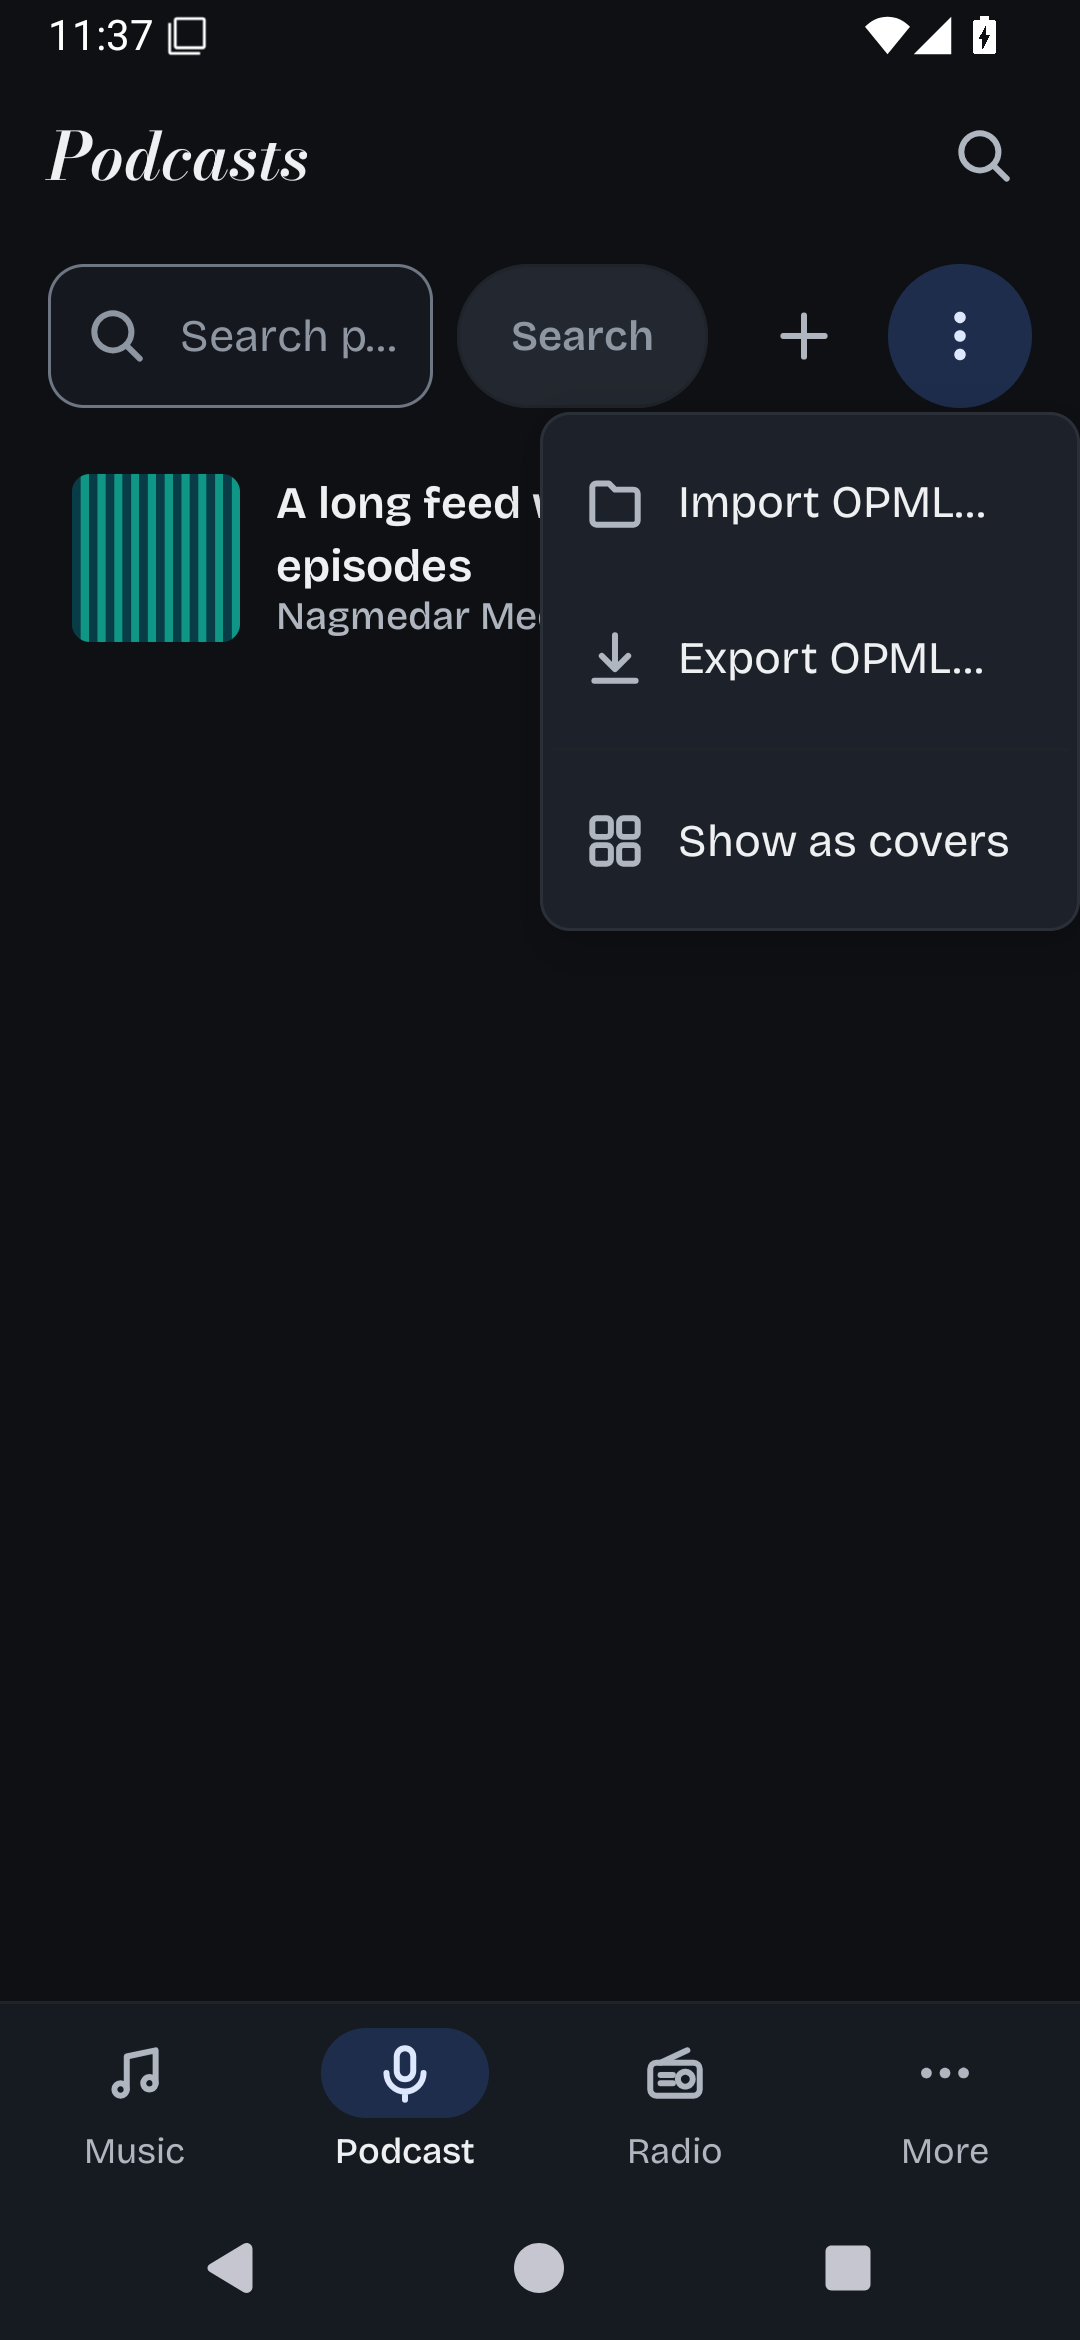 11:37
Podcasts
Search p...
Search
Import OPML...
A long feed
episodes
Nagmedar
Export OPML...
Show as covers
Music
Podcast
Radio
More